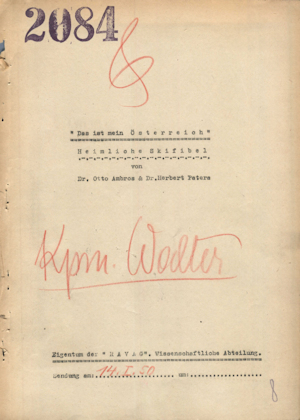 2084
"Das ist mein Österreich"
Heimliche Skifibel
von
Dr. Otto Ambros & Dr.Herbert Peters
Kpm. Wodter
Eigentum der "RAVAG". Wissenschaftliche Abteilung.
Sendung am: 14.I.50 um:
8